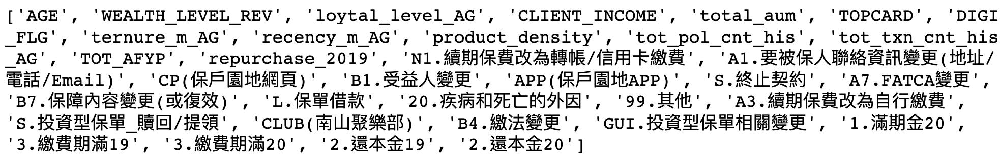 ['AGE', 'WEALTH_LEVEL_REV', 'loytal_level_AG', 'CLIENT_INCOME', 'total_aum', 'TOPCARD', 'DIGI
_FLG', 'ternure_m_AG', 'recency_m_AG', 'product_density', 'tot_pol_cnt_his', 'tot_txn_cnt_his
_AG', 'TOT_AFYP', 'repurchase_2019', 'N1.續期保費改為轉帳/信用卡繳費', 'A1.要被保人聯絡資訊變更(地址/
電話/Email)', 'CP(保戶園地網頁)', 'B1.受益人變更', 'APP(保戶園地APP)', 'S.終止契約', 'A7.FATCA變更',
'B7.保障內容變更(或復效)', 'L.保單借款', '20.疾病和死亡的外因', '99.其他', 'A3.續期保費改為自行繳費',
'S.投資型保單_贖回/提領', 'CLUB(南山聚樂部)', 'B4.繳法變更', 'GUI.投資型保單相關變更', '1.滿期金20',
'3.繳費期滿19', '3.繳費期滿20', '2.還本金19', '2.還本金20']